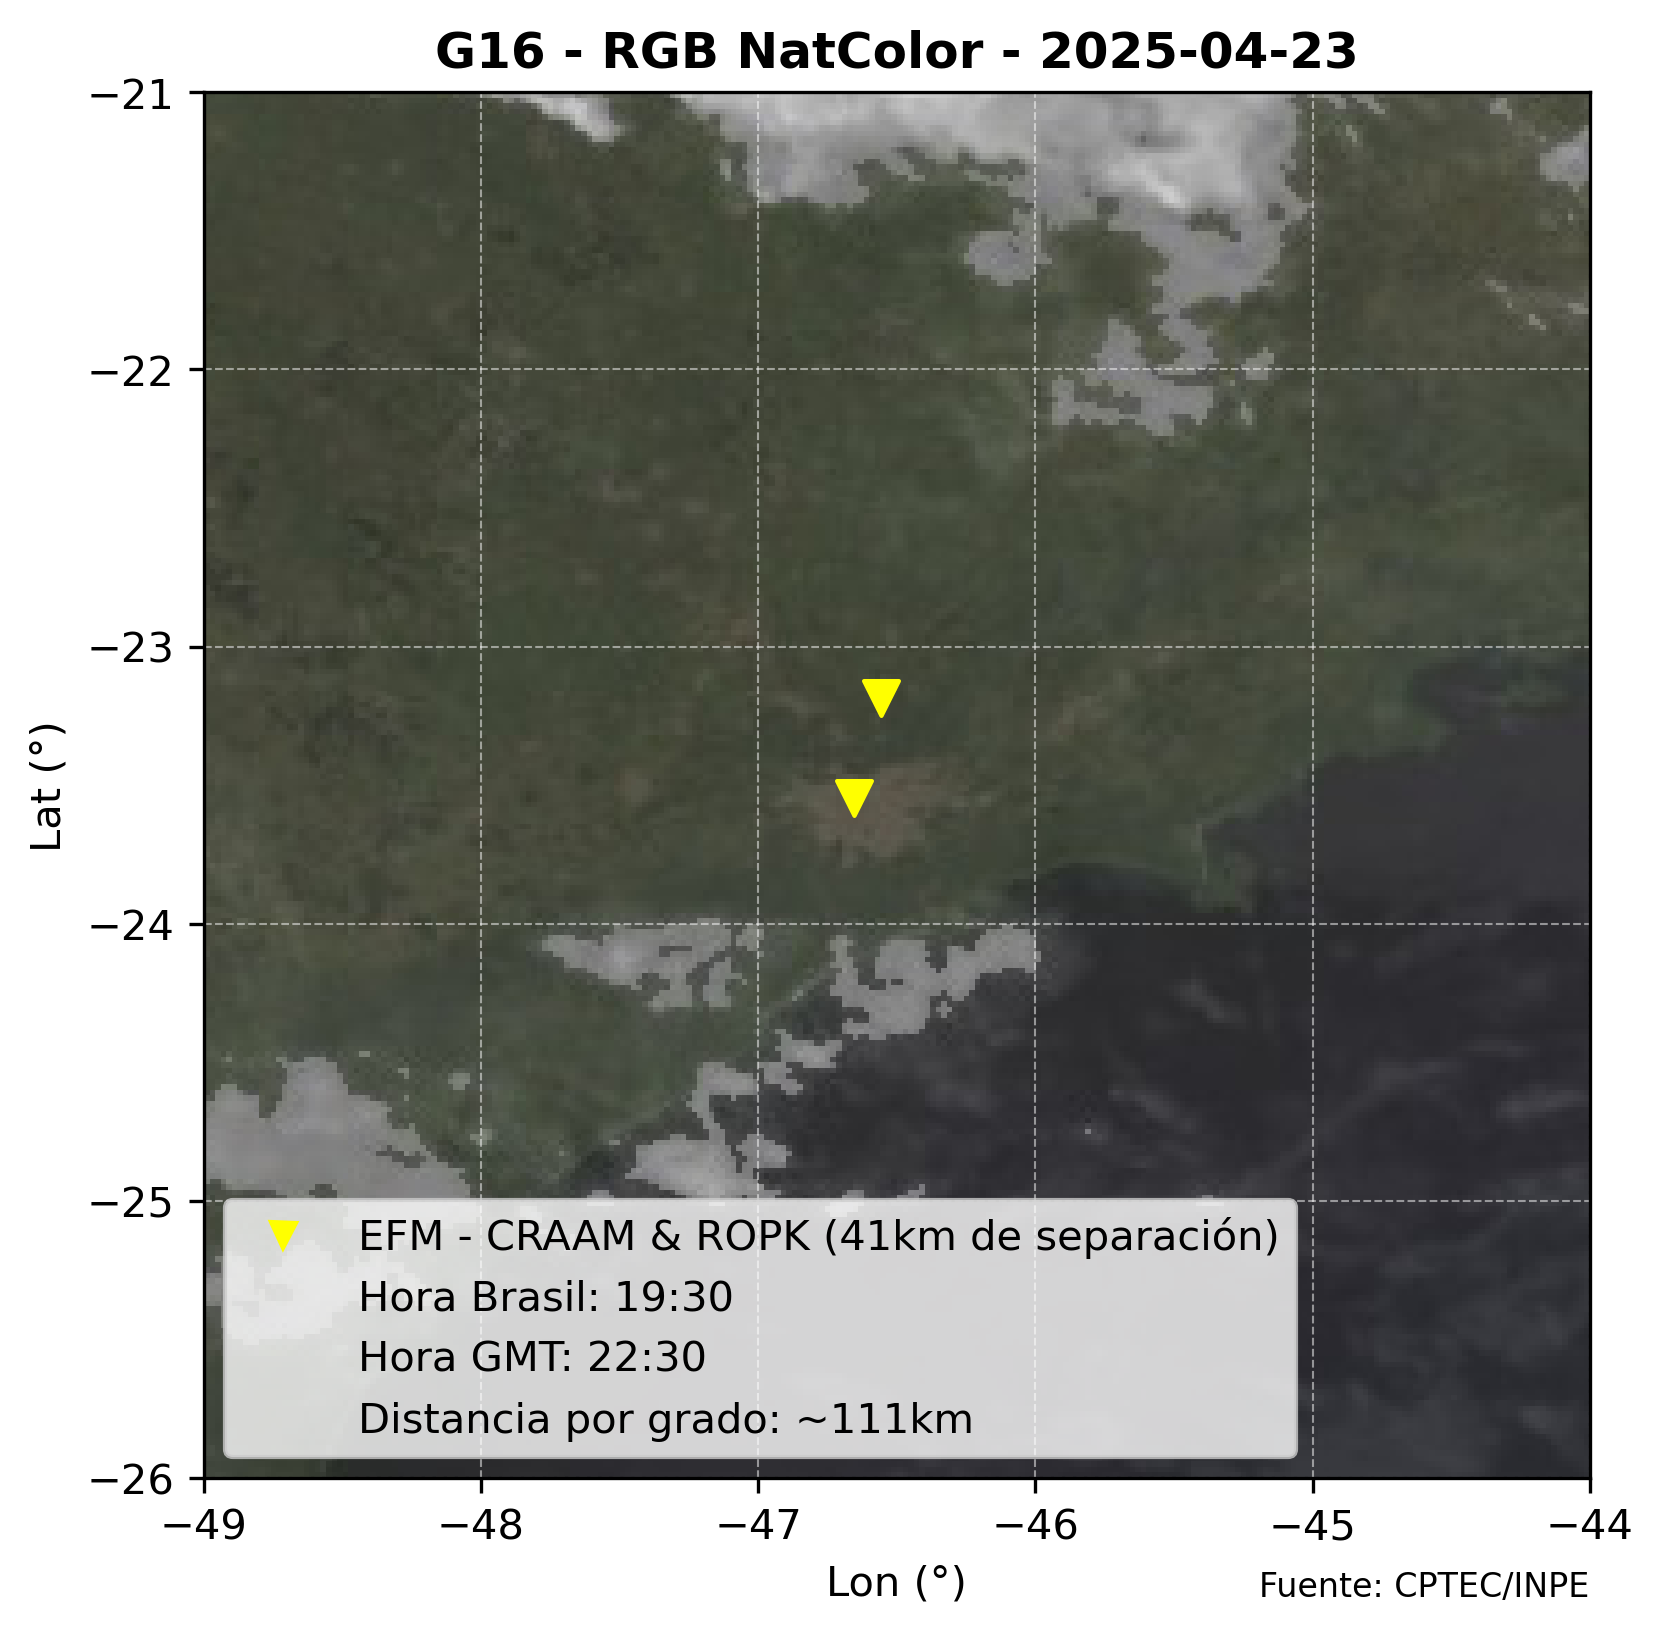 G16 - RGB NatColor - 2025-04-23
−21
−22
−23
−24
−25
−26
Lat (°)
EFM - CRAAM & ROPK (41km de separación)
Hora Brasil: 19:30
Hora GMT: 22:30
Distancia por grado: ~111km
−49 −48 −47 −46 −45 −44
Lon (°)
Fuente: CPTEC/INPE